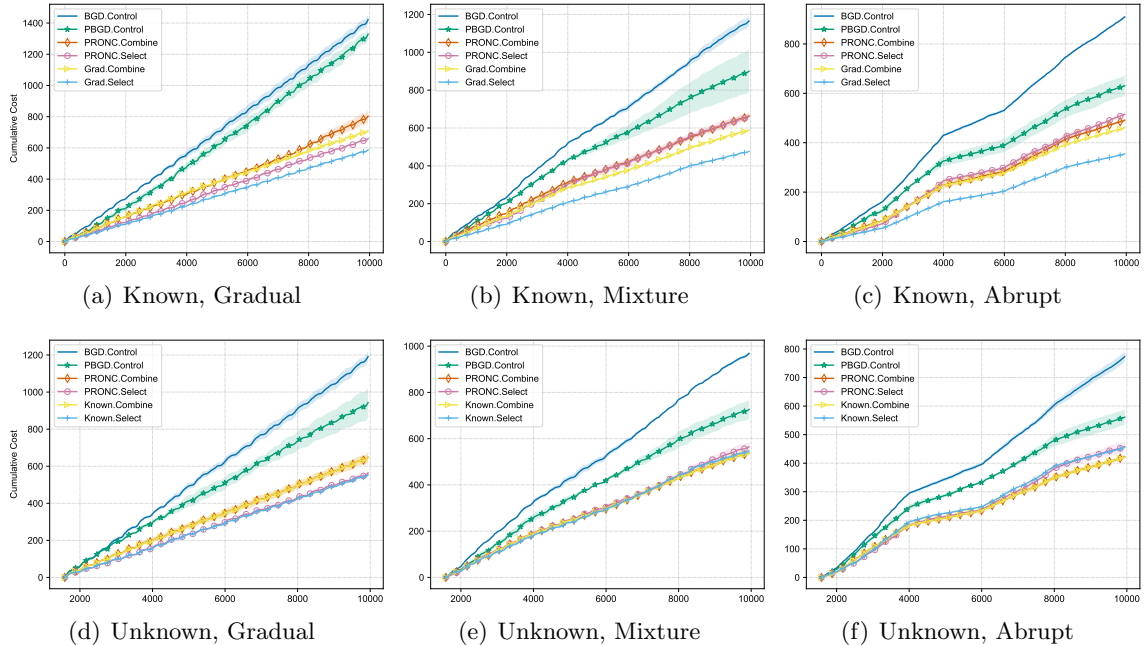 Cumulative Cost
1400
1200
1000
800
600
400
200
0
BGD.Control
PBGD.Control
PRONC.Combine
PRONC.Select
Grad.Combine
Grad.Select
0 2000 4000 6000 8000 10000
(a) Known, Gradual
1200
1000
800
600
400
200
0
BGD.Control
PBGD.Control
PRONC.Combine
PRONC.Select
Grad.Combine
Grad.Select
0 2000 4000 6000 8000 10000
(b) Known, Mixture
800
600
400
200
0
BGD.Control
PBGD.Control
PRONC.Combine
PRONC.Select
Grad.Combine
Grad.Select
0 2000 4000 6000 8000 10000
(c) Known, Abrupt
Cumulative Cost
1200
1000
800
600
400
200
0
BGD.Control
PBGD.Control
PRONC.Combine
PRONC.Select
Known.Combine
Known.Select
2000 4000 6000 8000 10000
(d) Unknown, Gradual
1000
800
600
400
200
0
BGD.Control
PBGD.Control
PRONC.Combine
PRONC.Select
Known.Combine
Known.Select
2000 4000 6000 8000 10000
(e) Unknown, Mixture
800
700
600
500
400
300
200
100
0
BGD.Control
PBGD.Control
PRONC.Combine
PRONC.Select
Known.Combine
Known.Select
2000 4000 6000 8000 10000
(f) Unknown, Abrupt